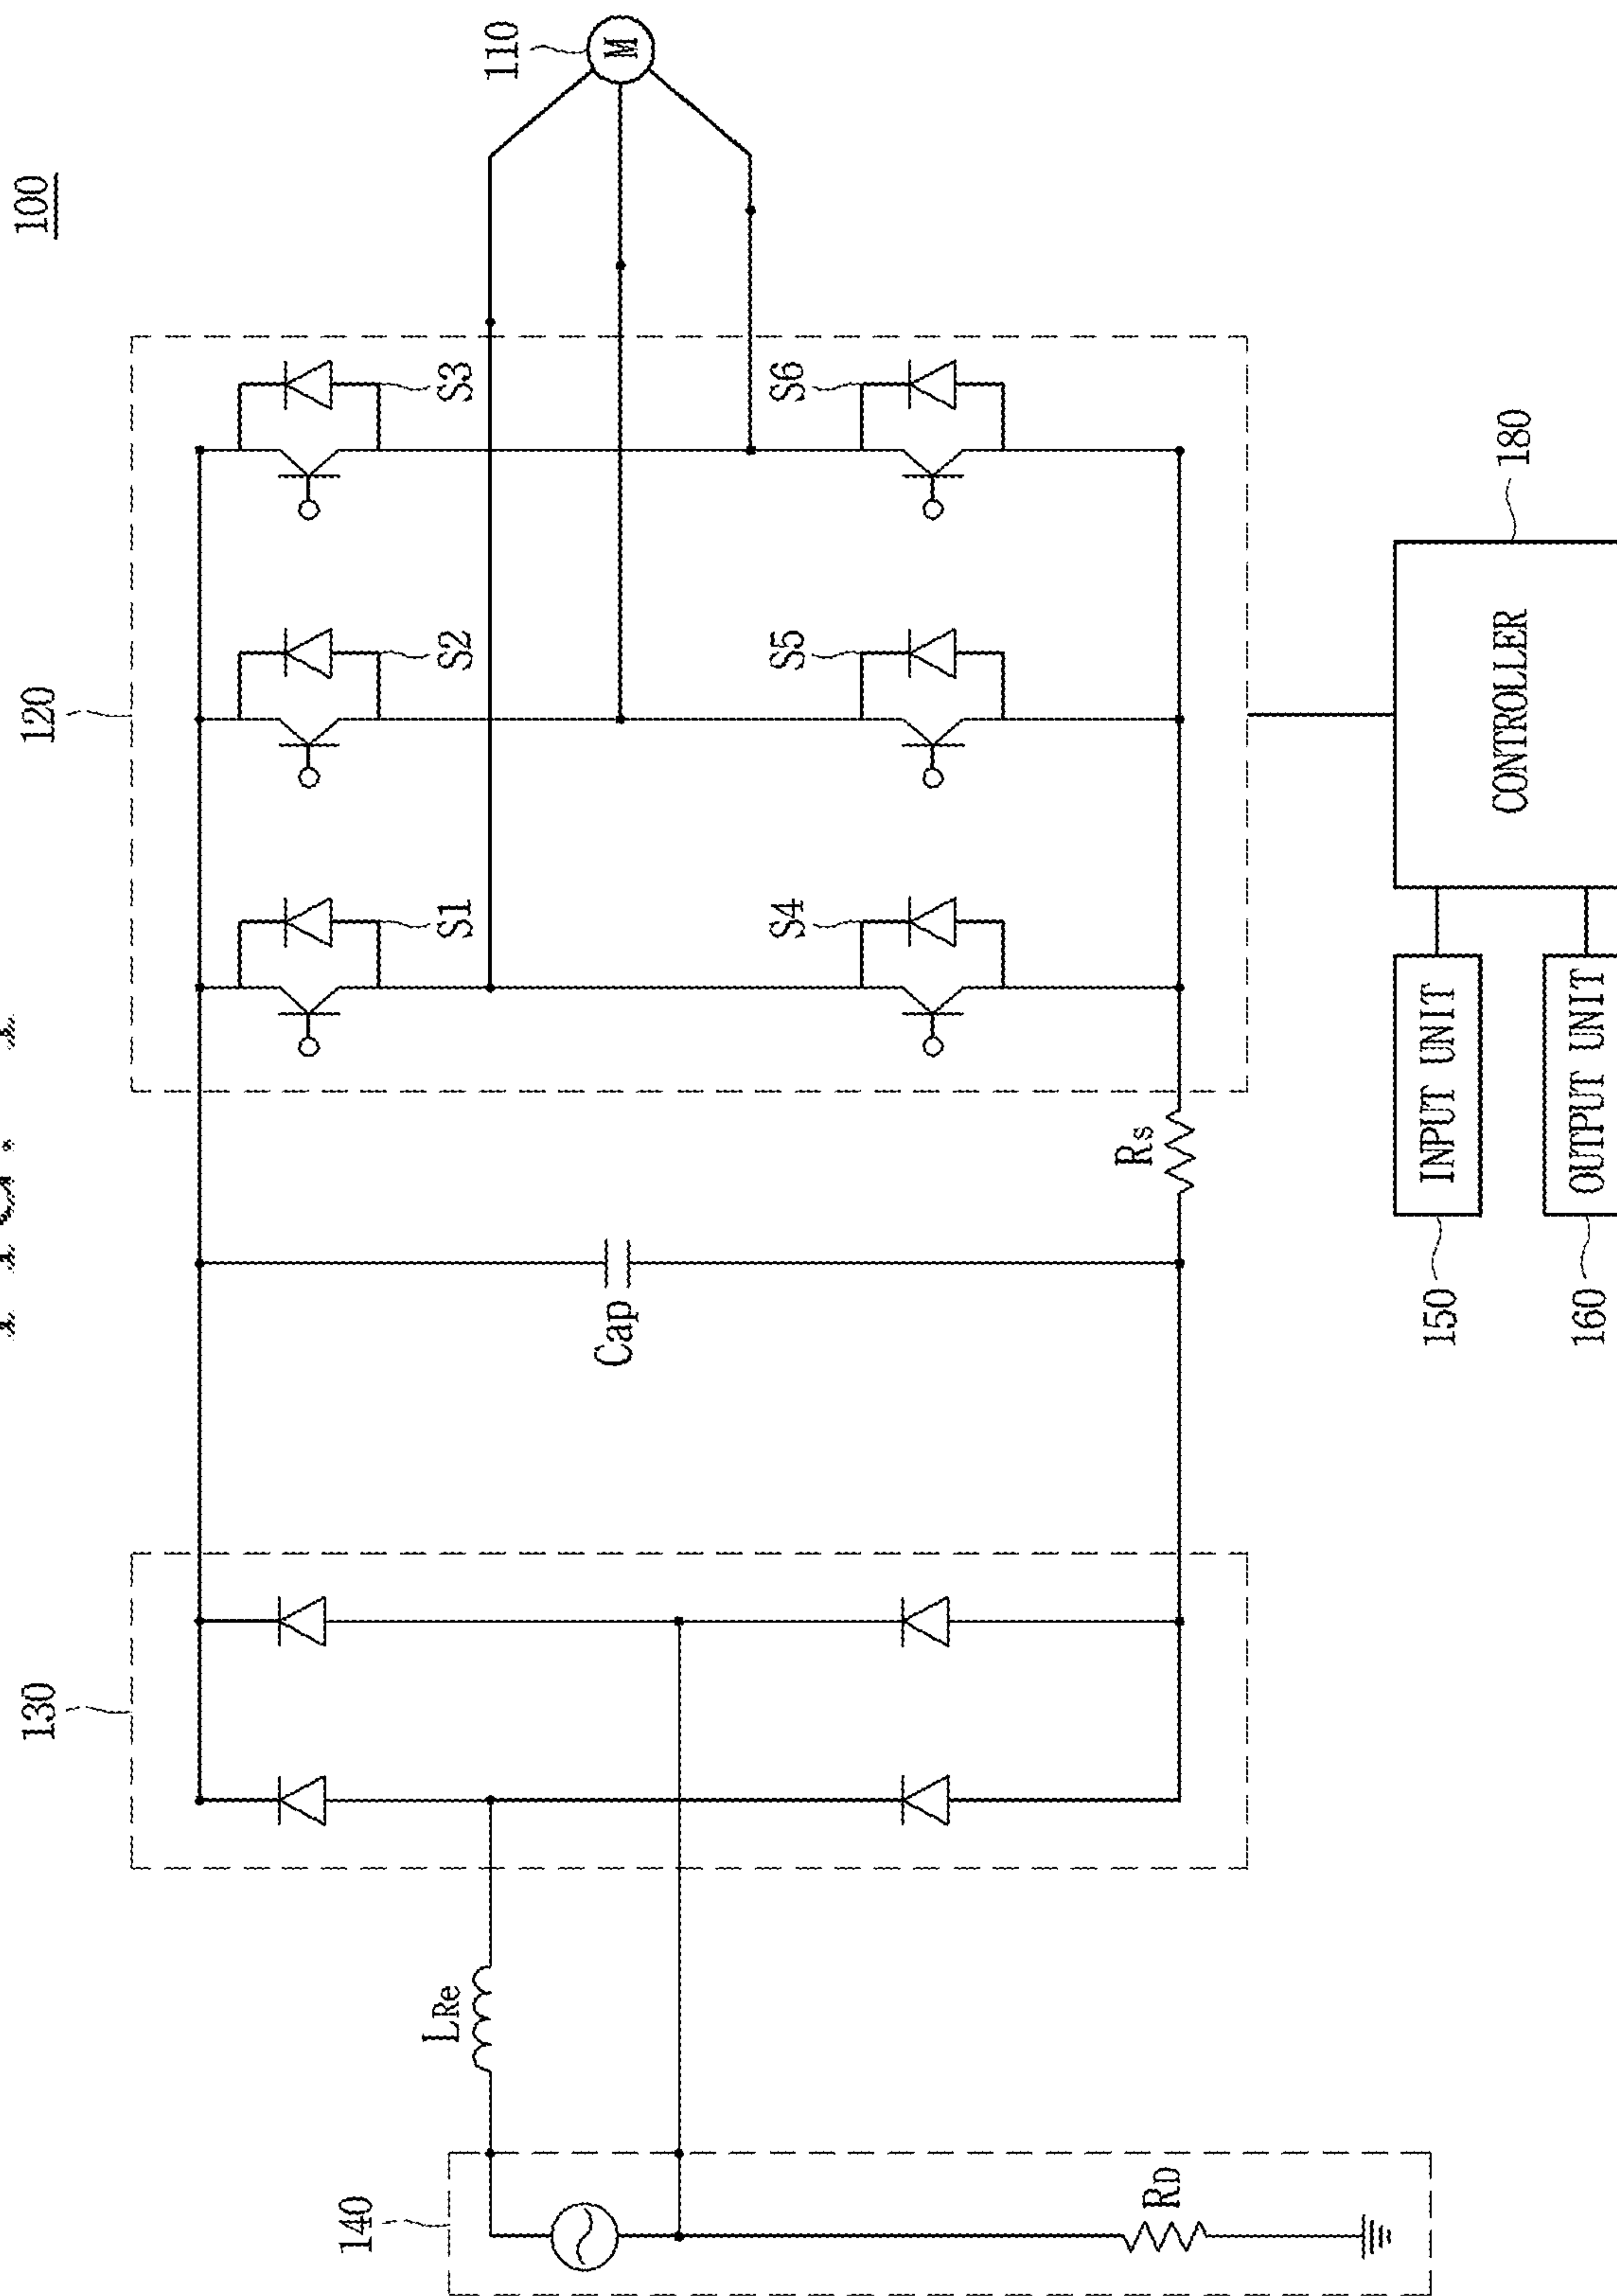 100
110
M
120
S1
S2
S3
S4
S5
S6
Cap
Rs
130
LRe
140
RD
CONTROLLER
180
INPUT UNIT
150
OUTPUT UNIT
160